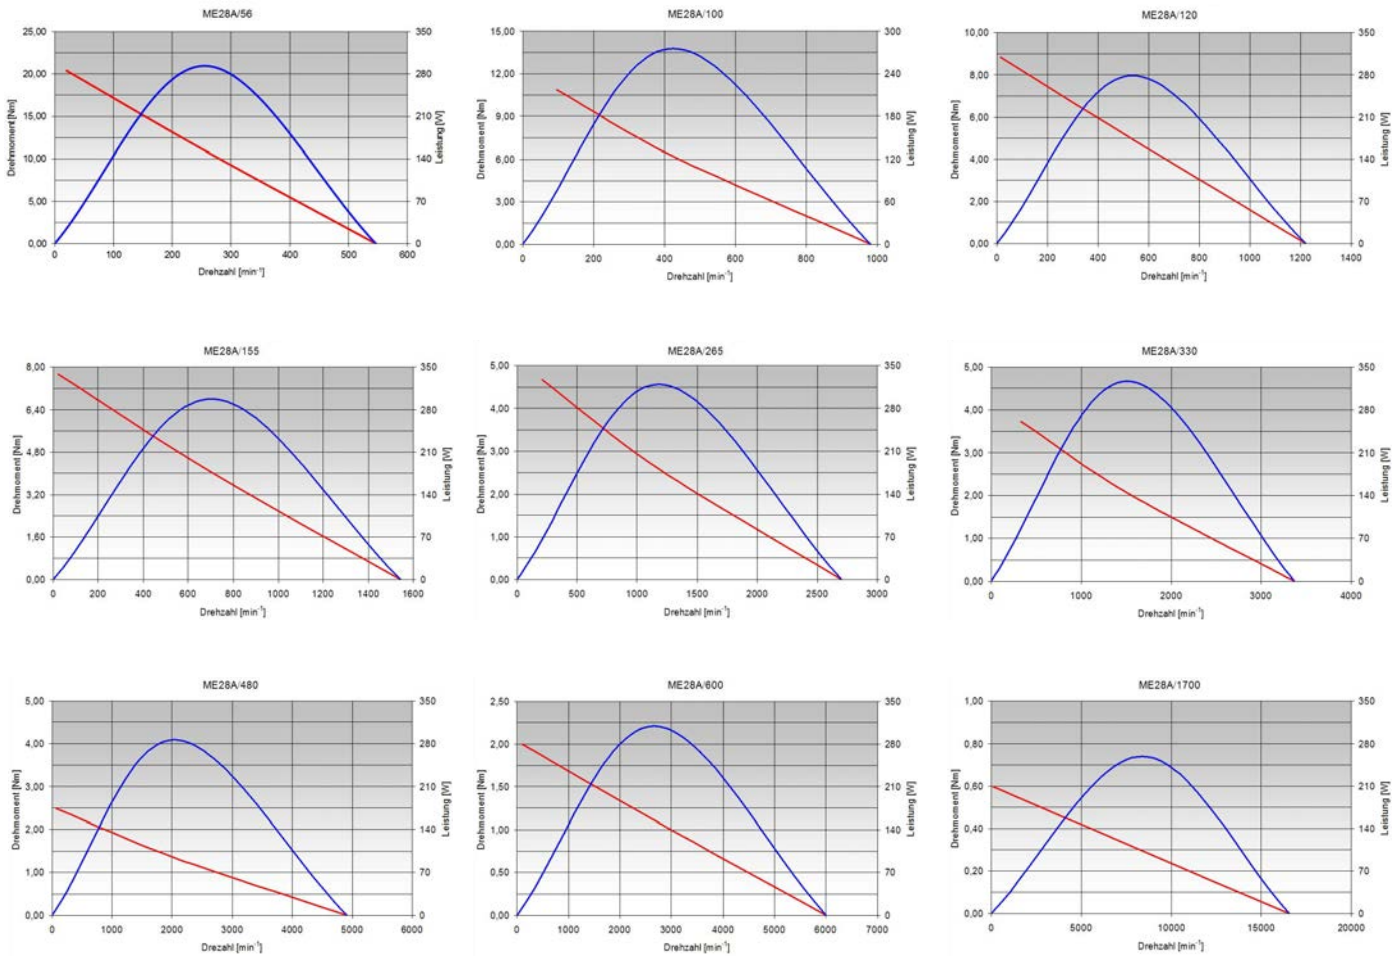 ME28A/56
Drehmoment [Nm]
25,00 350
20,00 280
15,00 210
10,00 140
5,00 70
0,00 0
Leistung [W]
0 100 200 300 400 500 600
Drehzahl [min⁻¹]
ME28A/100
Drehmoment [Nm]
15,00 300
12,00 240
9,00 180
6,00 120
3,00 60
0,00 0
Leistung [W]
0 200 400 600 800 1000
Drehzahl [min⁻¹]
ME28A/120
Drehmoment [Nm]
10,00 350
8,00 280
6,00 210
4,00 140
2,00 70
0,00 0
Leistung [W]
0 200 400 600 800 1000 1200 1400
Drehzahl [min⁻¹]
ME28A/155
Drehmoment [Nm]
8,00 350
6,40 280
4,80 210
3,20 140
1,60 70
0,00 0
Leistung [W]
0 200 400 600 800 1000 1200 1400 1600
Drehzahl [min⁻¹]
ME28A/265
Drehmoment [Nm]
5,00 350
4,00 280
3,00 210
2,00 140
1,00 70
0,00 0
Leistung [W]
0 500 1000 1500 2000 2500 3000
Drehzahl [min⁻¹]
ME28A/330
Drehmoment [Nm]
5,00 350
4,00 280
3,00 210
2,00 140
1,00 70
0,00 0
Leistung [W]
0 1000 2000 3000 4000
Drehzahl [min⁻¹]
ME28A/480
Drehmoment [Nm]
5,00 350
4,00 280
3,00 210
2,00 140
1,00 70
0,00 0
Leistung [W]
0 1000 2000 3000 4000 5000 6000
Drezahl [min⁻¹]
ME28A/600
Drehmoment [Nm]
2,50 350
2,00 280
1,50 210
1,00 140
0,50 70
0,00 0
Leistung [W]
0 1000 2000 3000 4000 5000 6000 7000
Drezahl [min⁻¹]
ME28A/1700
Drehmoment [Nm]
1,00 350
0,80 280
0,60 210
0,40 140
0,20 70
0,00 0
Leistung [W]
0 5000 10000 15000 20000
Drezahl [min⁻¹]